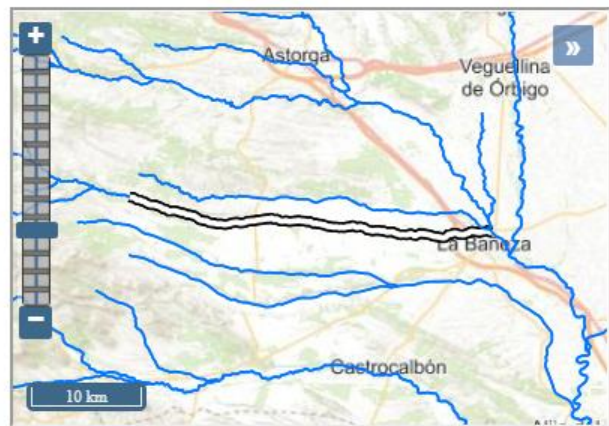 +
»
Astorga
Veguellina
de Órbigo
La Bañeza
Castrocalbón
–
10 km